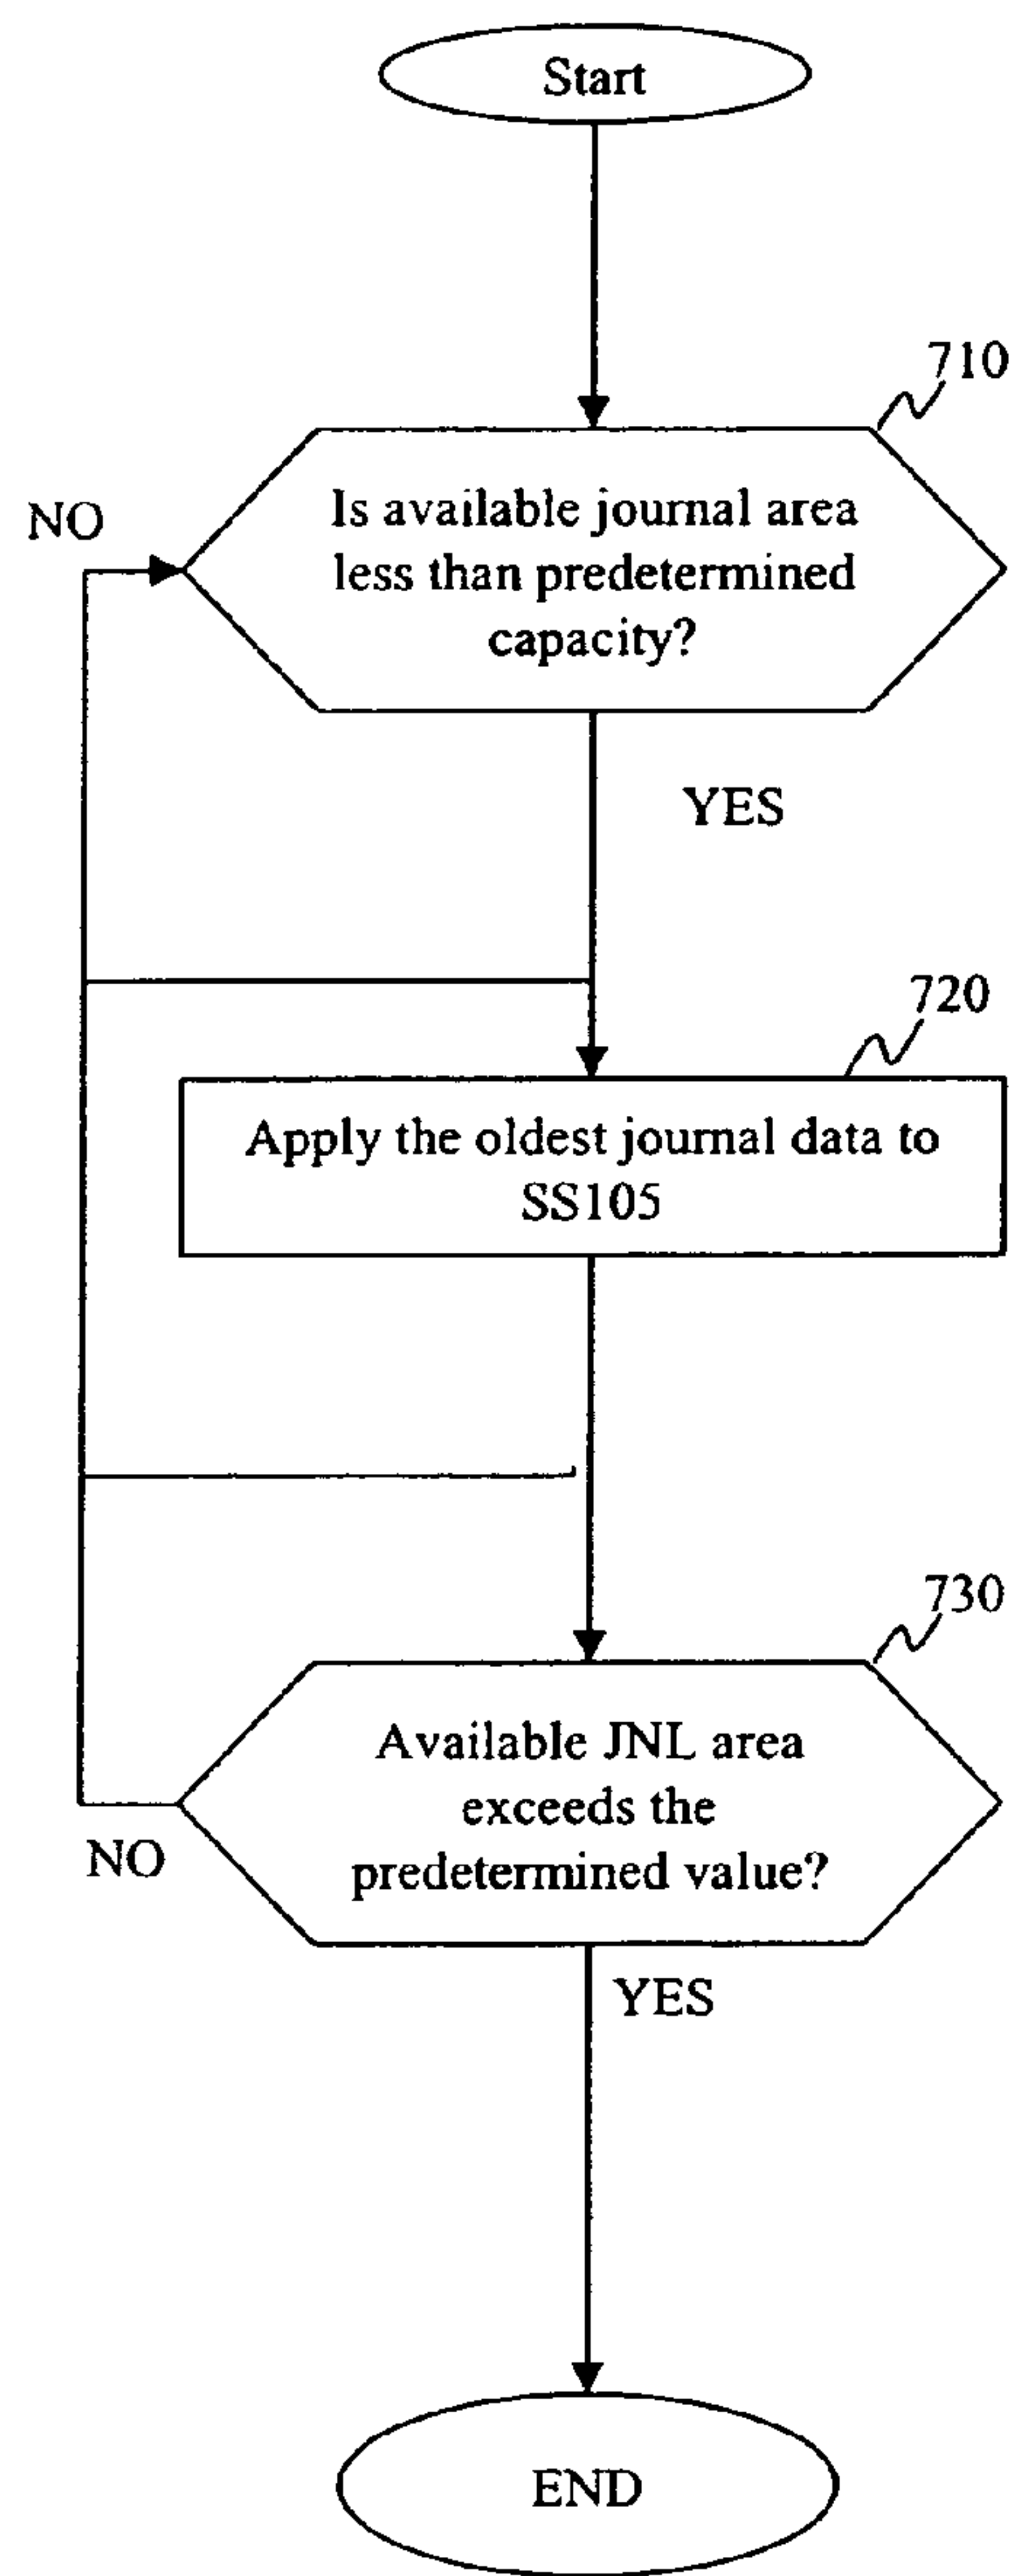 Start
710
NO
Is available journal area
less than predetermined
capacity?
YES
720
Apply the oldest journal data to
SS105
730
Available JNL area
exceeds the
predetermined value?
NO
YES
END